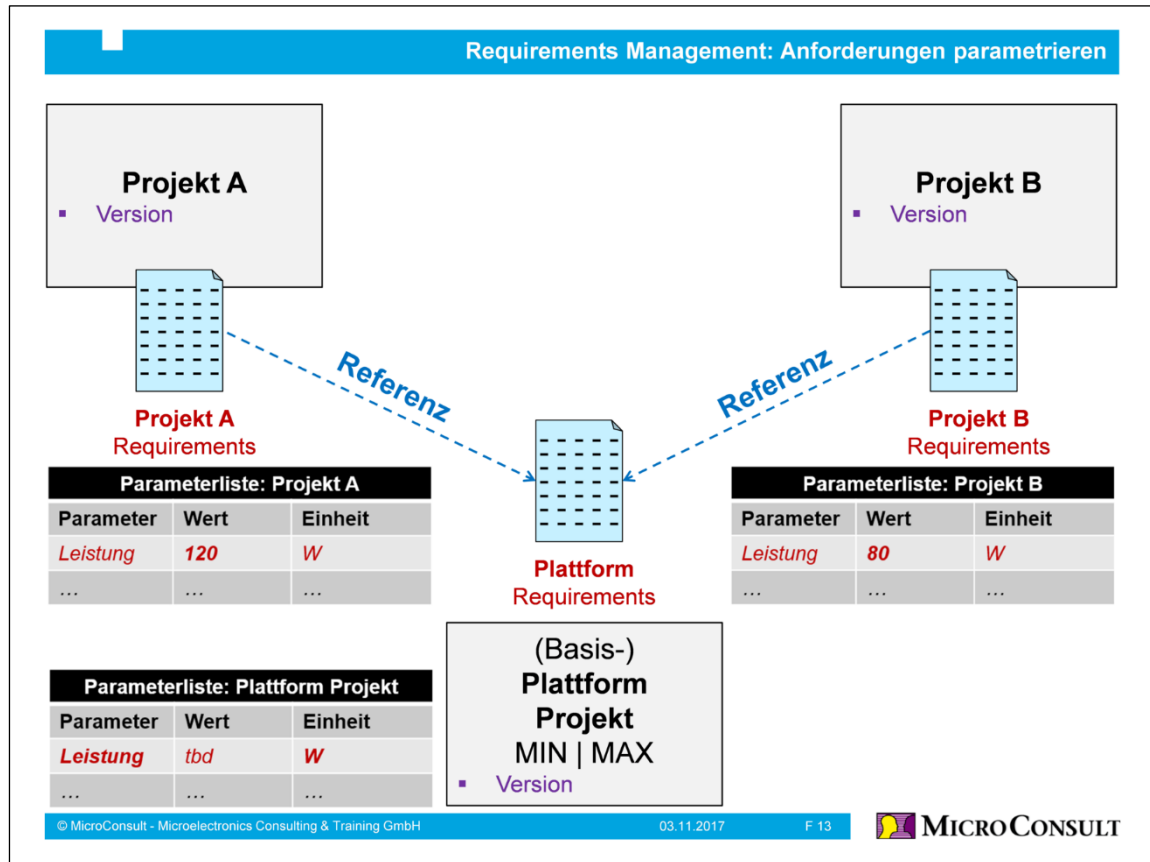 Requirements Management: Anforderungen parametrieren
Projekt A
▪ Version
Projekt B
▪ Version
Referenz
Referenz
Projekt A
Requirements
Projekt B
Requirements
Parameterliste: Projekt A
Parameter Wert Einheit
Leistung 120 W
... ... ...
Parameterliste: Projekt B
Parameter Wert Einheit
Leistung 80 W
... ... ...
Plattform
Requirements
Parameterliste: Plattform Projekt
Parameter Wert Einheit
Leistung tbd W
... ... ...
(Basis-)
Plattform
Projekt
MIN | MAX
▪ Version
© MicroConsult - Microelectronics Consulting & Training GmbH 03.11.2017 F 13
MICROCONSULT